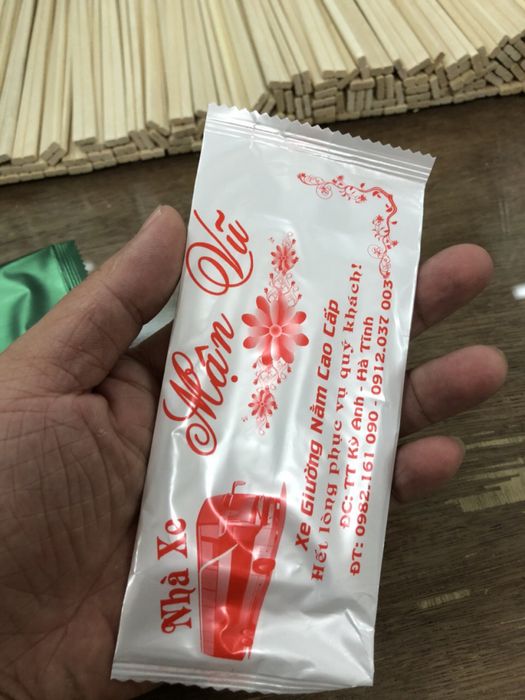 Nhà Xe
Mận Vũ
Xe Giường Nằm Cao Cấp
Hết lòng phục vụ quý khách!
ĐC: TT Kỳ Anh - Hà Tĩnh
ĐT: 0982.161 090 - 0912.037 003